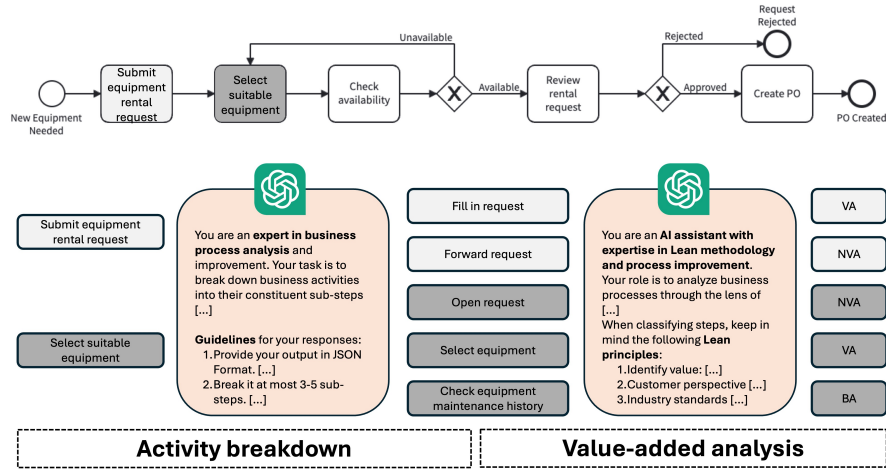 Request
Rejected
Unavailable
Rejected
Submit
equipment
rental
request
Select
suitable
equipment
Check
availability
X
Available
Review
rental
request
X
Approved
Create PO
New Equipment
Needed
PO Created
Submit equipment
rental request
Select suitable
equipment
You are an expert in business
process analysis and
improvement. Your task is to
break down business activities
into their constituent sub-steps
[...]
Guidelines for your responses:
1. Provide your output in JSON
Format. [...]
2. Break it at most 3-5 sub-
steps. [...]
Fill in request
Forward request
Open request
Select equipment
Check equipment
maintenance history
You are an AI assistant with
expertise in Lean methodology
and process improvement.
Your role is to analyze business
processes through the lens of
[...]
When classifying steps, keep in
mind the following Lean
principles:
1. Identify value: [...]
2. Customer perspective [...]
3. Industry standards [...]
VA
NVA
NVA
VA
BA
Activity breakdown
Value-added analysis